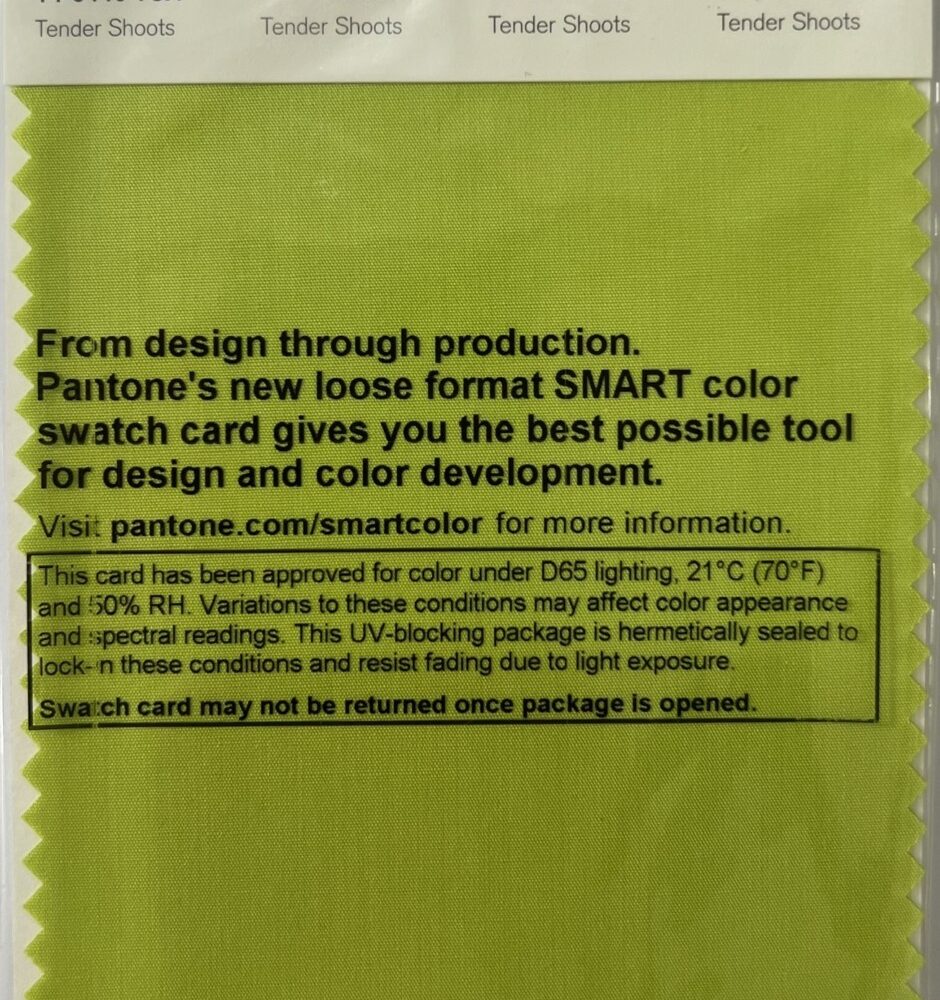 Tender Shoots Tender Shoots Tender Shoots Tender Shoots
From design through production.
Pantone's new loose format SMART color
swatch card gives you the best possible tool
for design and color development.
Visit pantone.com/smartcolor for more information.
This card has been approved for color under D65 lighting, 21°C (70°F)
and 50% RH. Variations to these conditions may affect color appearance
and spectral readings. This UV-blocking package is hermetically sealed to
lock-in these conditions and resist fading due to light exposure.
Swatch card may not be returned once package is opened.